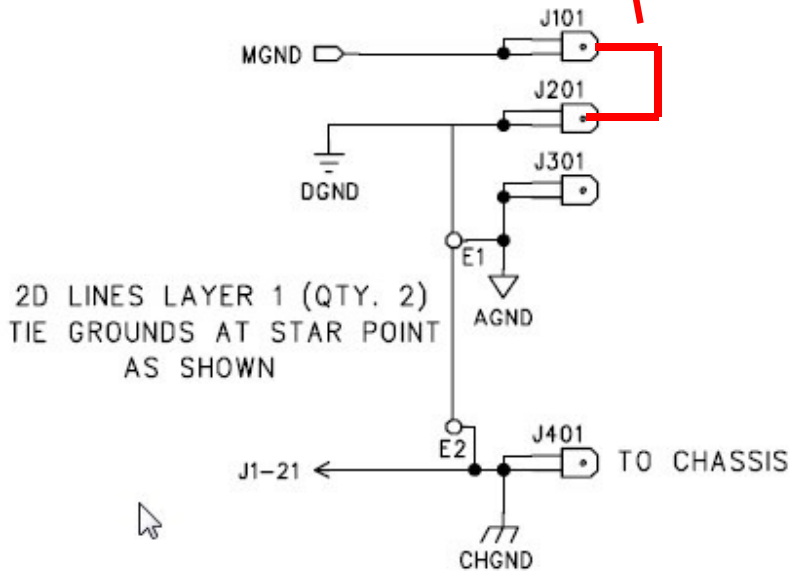 J101
MGND
J201
J301
DGND
E1
2D LINES LAYER 1 (QTY. 2)
TIE GROUNDS AT STAR POINT
AS SHOWN
AGND
E2
J401
J1-21
TO CHASSIS
CHGND